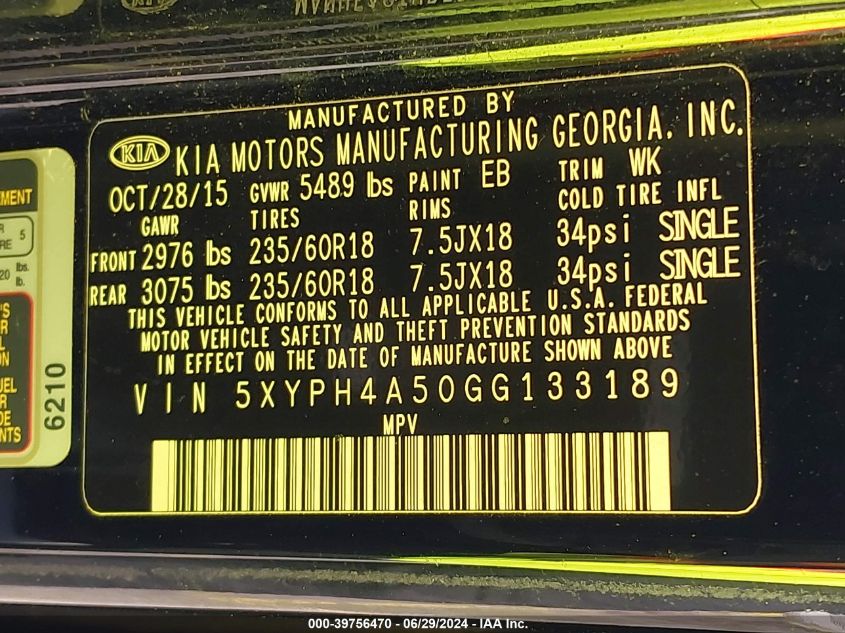 MANUFACTURED BY
KIA KIA MOTORS MANUFACTURING GEORGIA, INC.
OCT/28/15 GVWR 5489 lbs PAINT EB TRIM WK
GAWR TIRES RIMS COLD TIRE INFL
FRONT 2976 lbs 235/60R18 7.5JX18 34psi SINGLE
REAR 3075 lbs 235/60R18 7.5JX18 34psi SINGLE
THIS VEHICLE CONFORMS TO ALL APPLICABLE U.S.A. FEDERAL
MOTOR VEHICLE SAFETY AND THEFT PREVENTION STANDARDS
IN EFFECT ON THE DATE OF MANUFACTURE SHOWN ABOVE
VIN 5XYPH4A50GG133189
MPV
6210
000-39756470 - 06/29/2024 - IAA Inc.